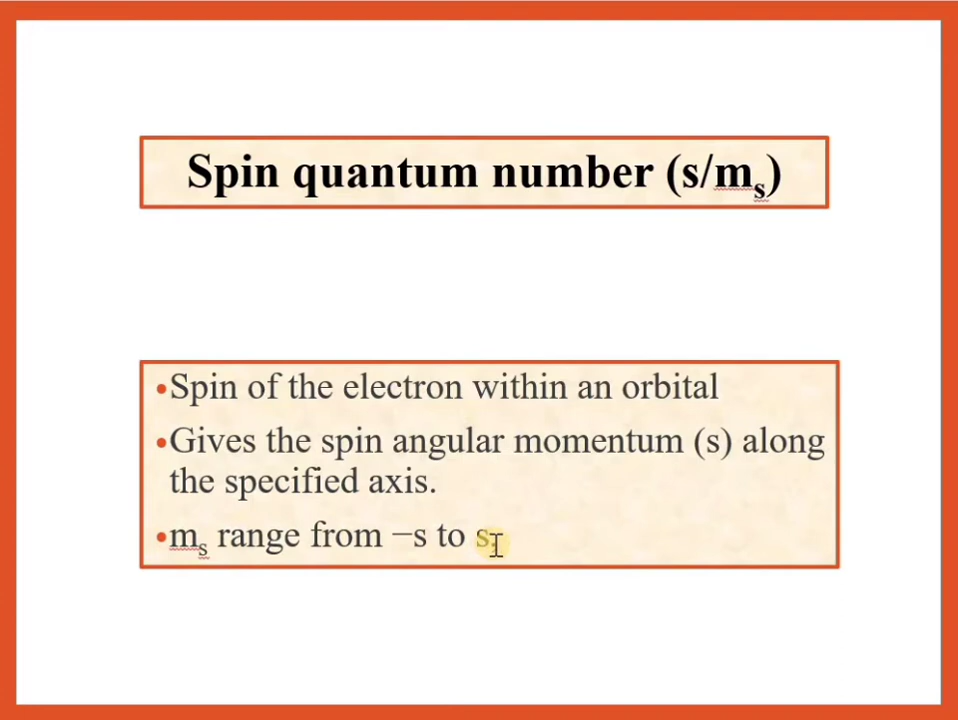 Spin quantum number (s/mₛ)
•Spin of the electron within an orbital
•Gives the spin angular momentum (s) along
the specified axis.
•mₛ range from −s to s,